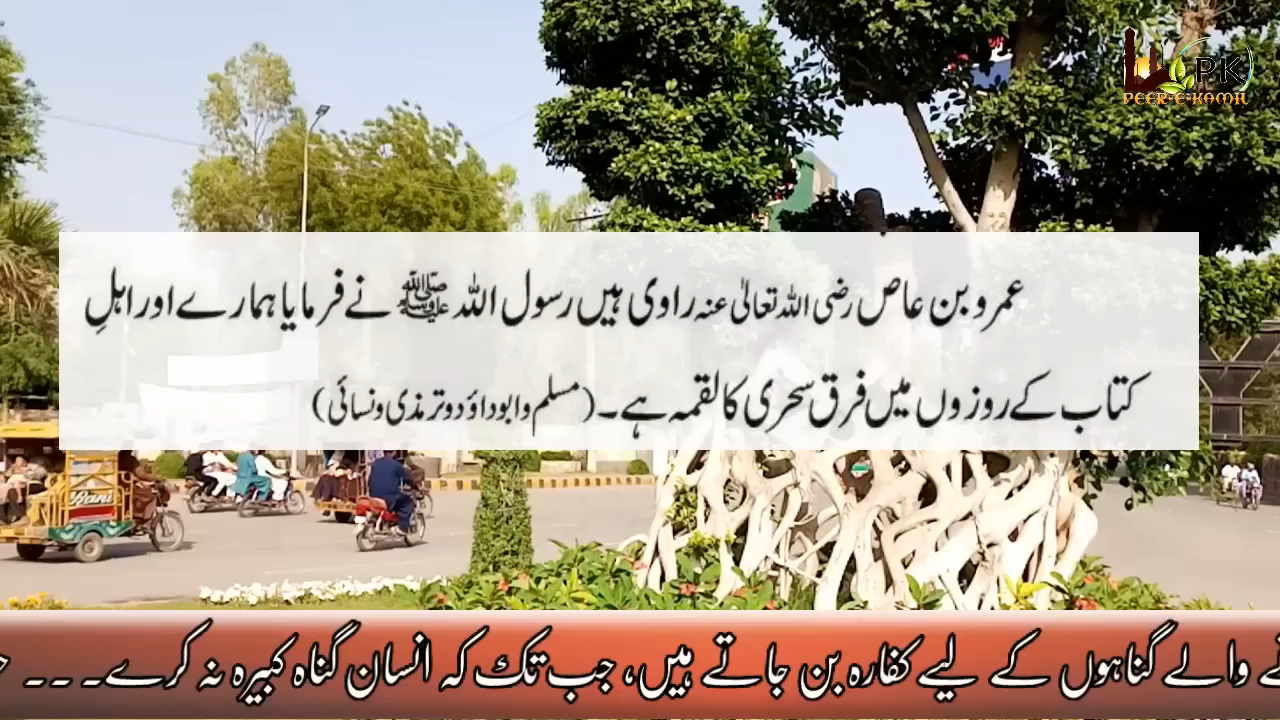 PK
PEER-E-KAMIL
عمرو بن عاص رضی اللہ تعالیٰ عنہ راوی ہیں رسول اللہ ﷺ نے فرمایا ہمارے اور اہلِ
کتاب کے روزوں میں فرق سحری کا لقمہ ہے۔ (مسلم و ابوداؤد و ترمذی و نسائی)
Bani
والے گناہوں کے لیے کفارہ بن جاتے ہیں، جب تک کہ انسان گناہ کبیرہ نہ کرے۔ ۔ ۔